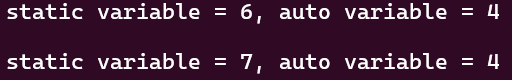 static variable = 6, auto variable = 4
static variable = 7, auto variable = 4